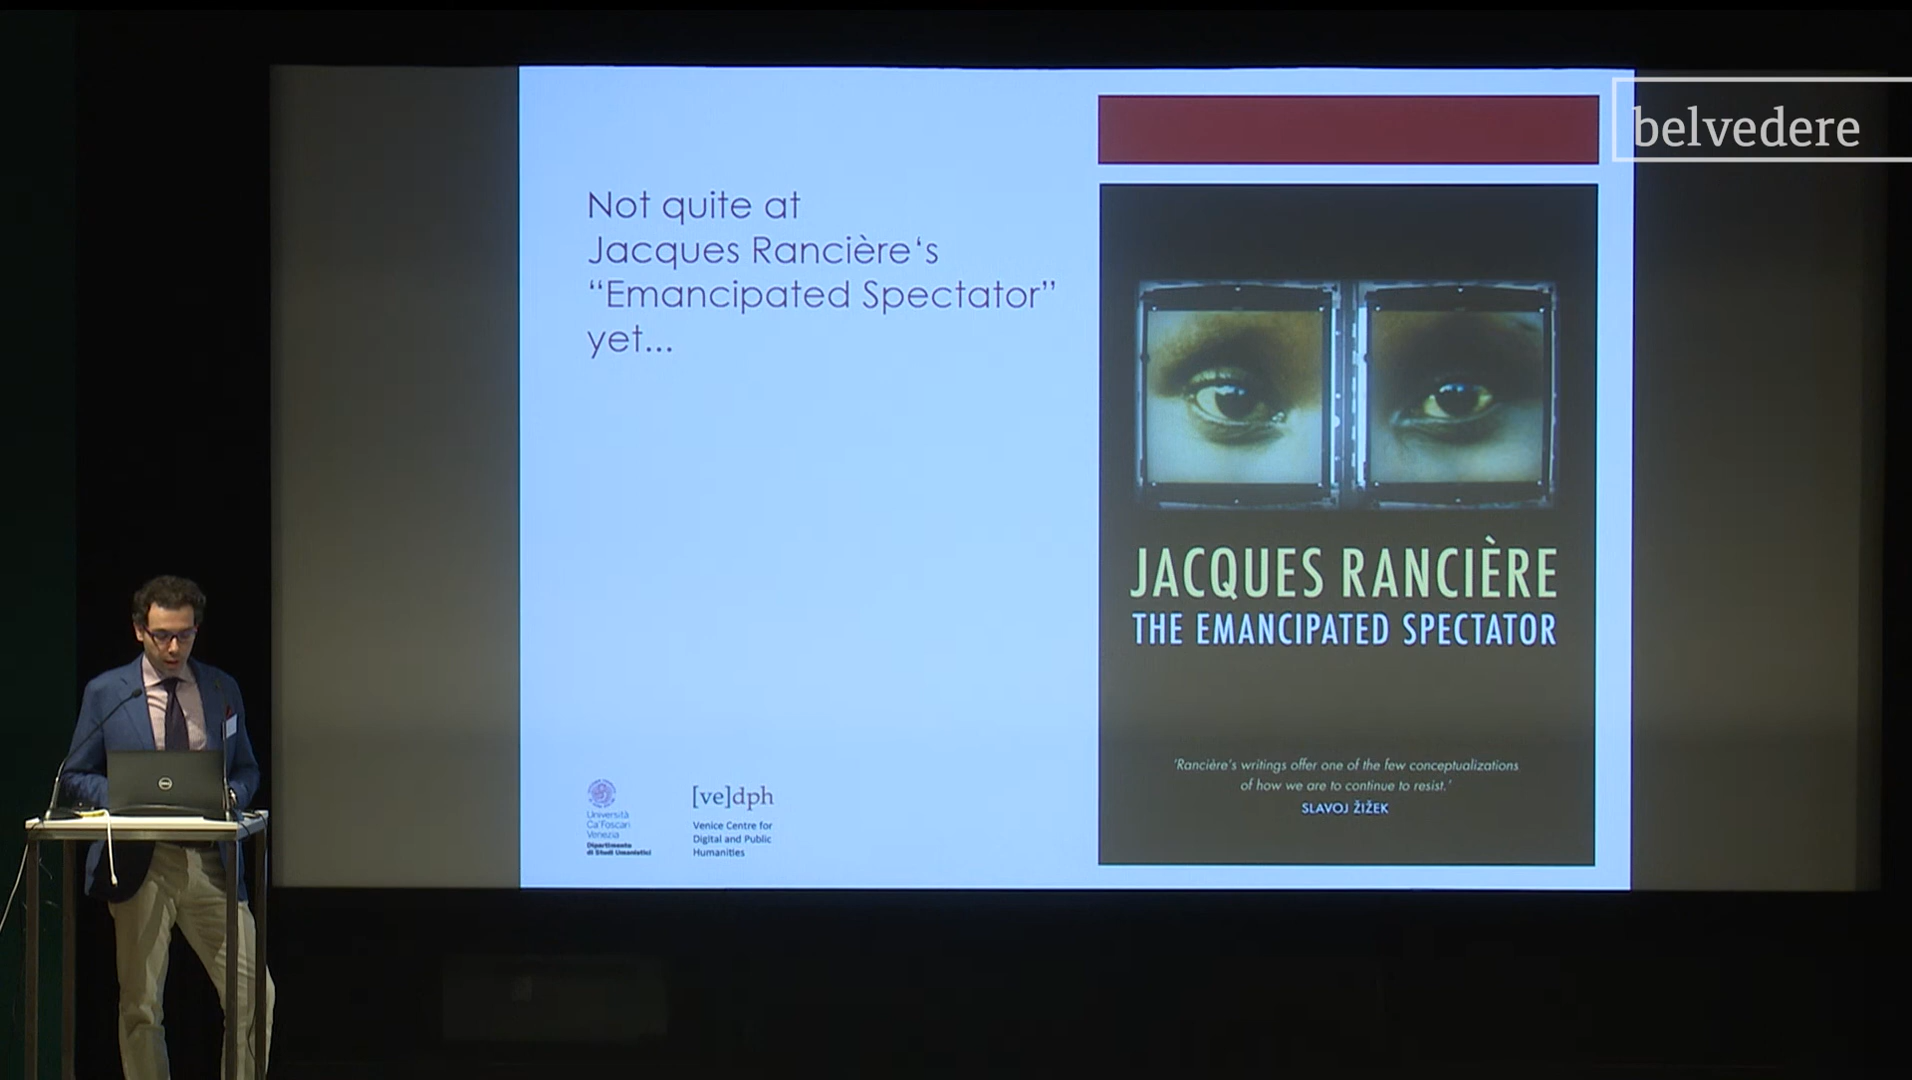 belvedere
Not quite at
Jacques Rancière‘s
“Emancipated Spectator”
yet...
JACQUES RANCIÈRE
THE EMANCIPATED SPECTATOR
'Rancière's writings offer one of the few conceptualizations
of how we are to continue to resist.'
SLAVOJ ŽIŽEK
Università
Ca'Foscari
Venezia
Dipartimento
di Studi Umanistici
[ve]dph
Venice Centre for
Digital and Public
Humanities
DELL